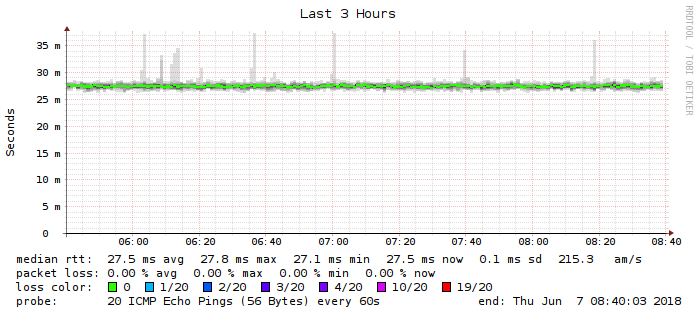 Last 3 Hours
RRDTOOL / TOBI OETIKER
Seconds
35 m
30 m
25 m
20 m
15 m
10 m
5 m
0
06:00 06:20 06:40 07:00 07:20 07:40 08:00 08:20 08:40
median rtt: 27.5 ms avg 27.8 ms max 27.1 ms min 27.5 ms now 0.1 ms sd 215.3 am/s
packet loss: 0.00 % avg 0.00 % max 0.00 % min 0.00 % now
loss color: 0 1/20 2/20 3/20 4/20 10/20 19/20
probe: 20 ICMP Echo Pings (56 Bytes) every 60s end: Thu Jun 7 08:40:03 2018